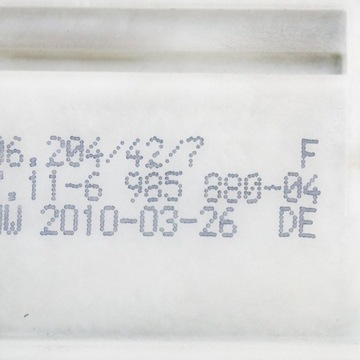 06.204/42/7 F
.11-6 985 880-04
W 2010-03-26 DE